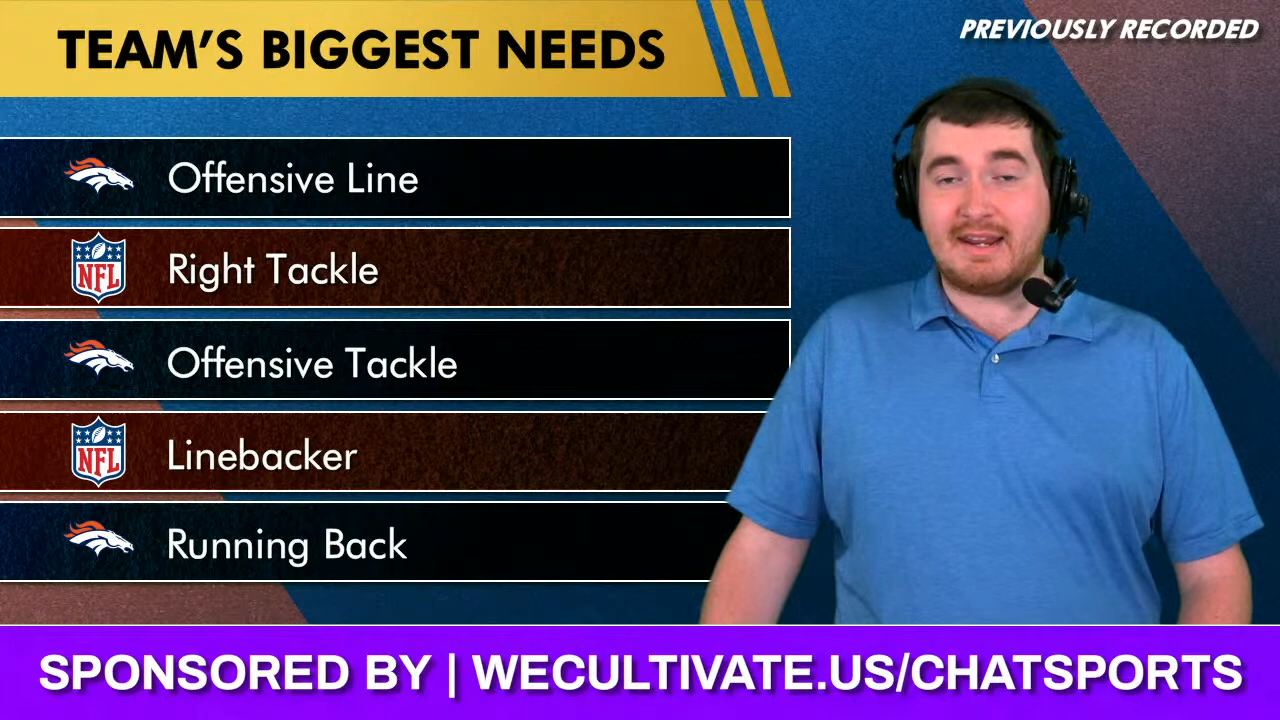 TEAM'S BIGGEST NEEDS
PREVIOUSLY RECORDED
Offensive Line
NFL
Right Tackle
Offensive Tackle
NFL
Linebacker
Running Back
SPONSORED BY | WECULTIVATE.US/CHATSPORTS